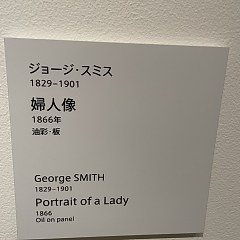 ジョージ・スミス
1829–1901
婦人像
1866年
油彩・板
George SMITH
1829–1901
Portrait of a Lady
1866
Oil on panel